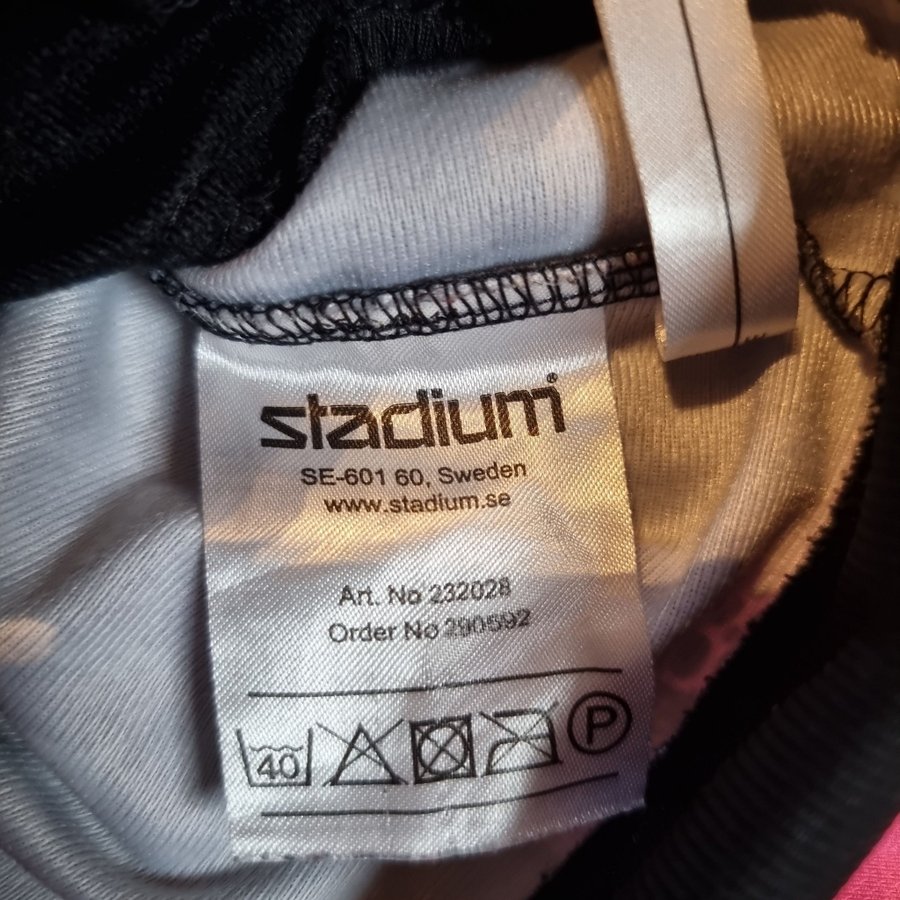 stadium®
SE-601 60, Sweden
www.stadium.se
Art. No 232028
Order No 290592
40
P